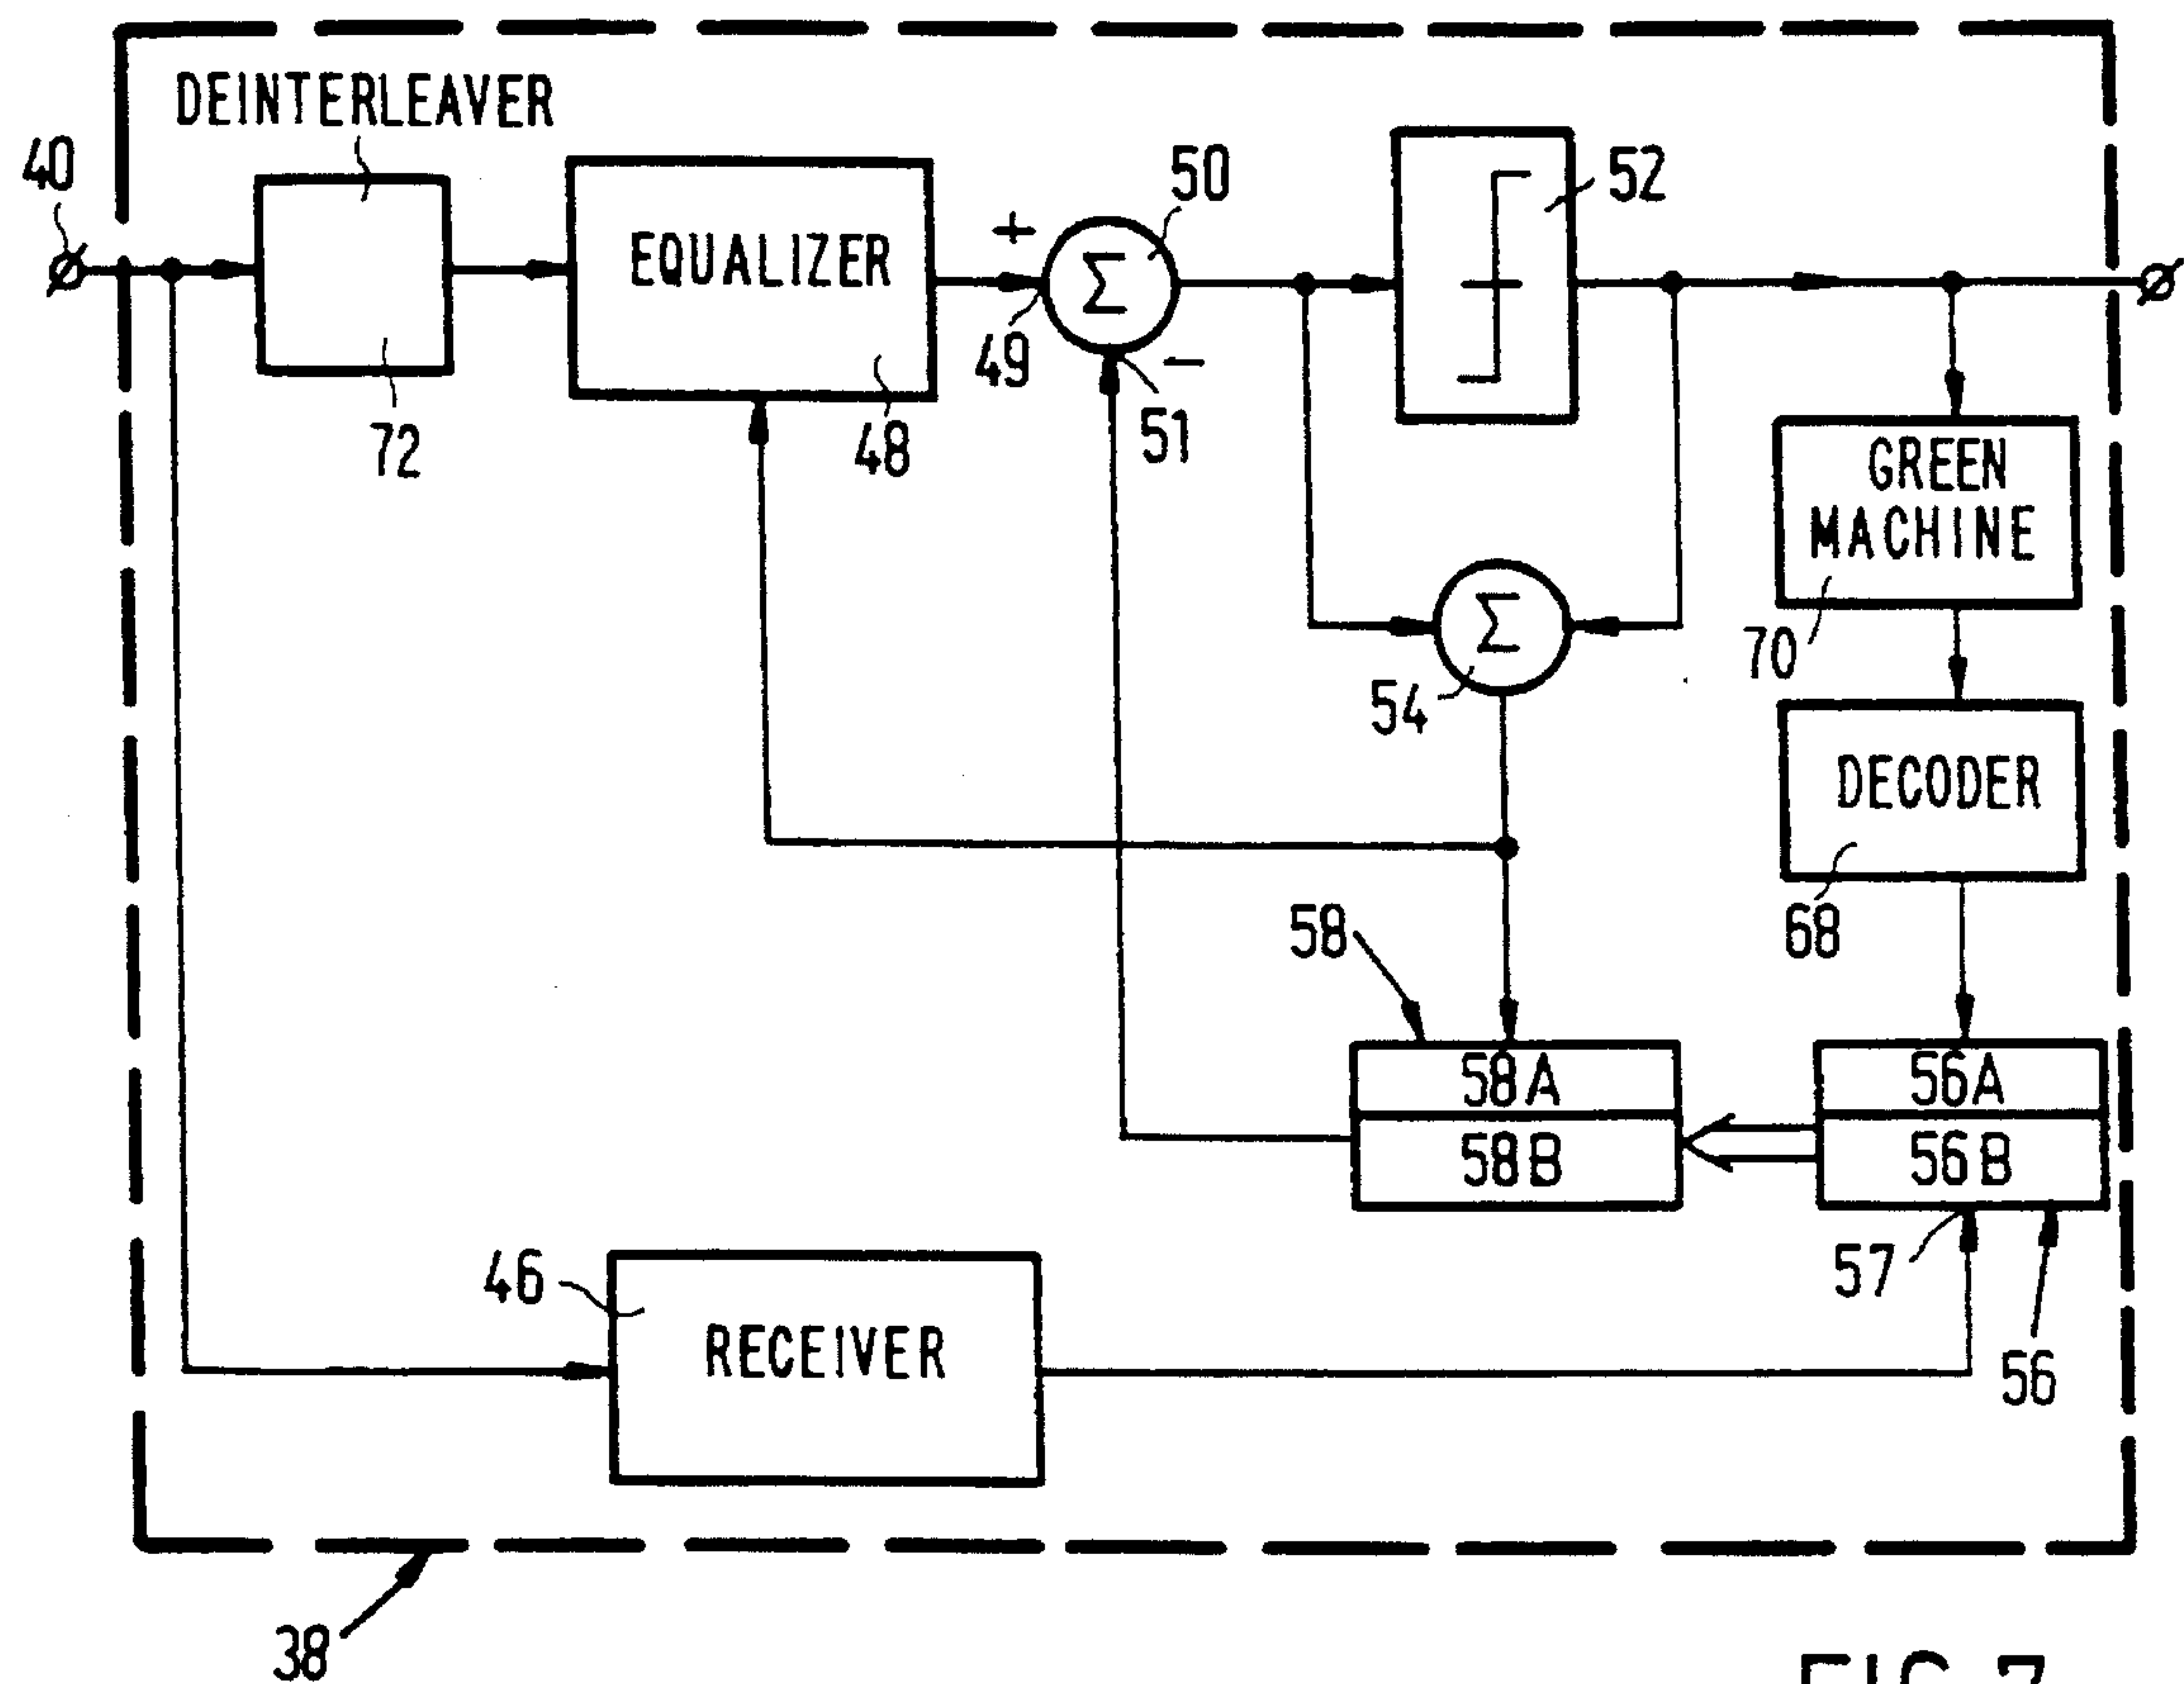 DEINTERLEAVER
40
72
EQUALIZER
48
+
49
Σ
50
51
−
52
Σ
54
GREEN
MACHINE
70
DECODER
68
58
58A
58B
56A
56B
57
56
46
RECEIVER
38